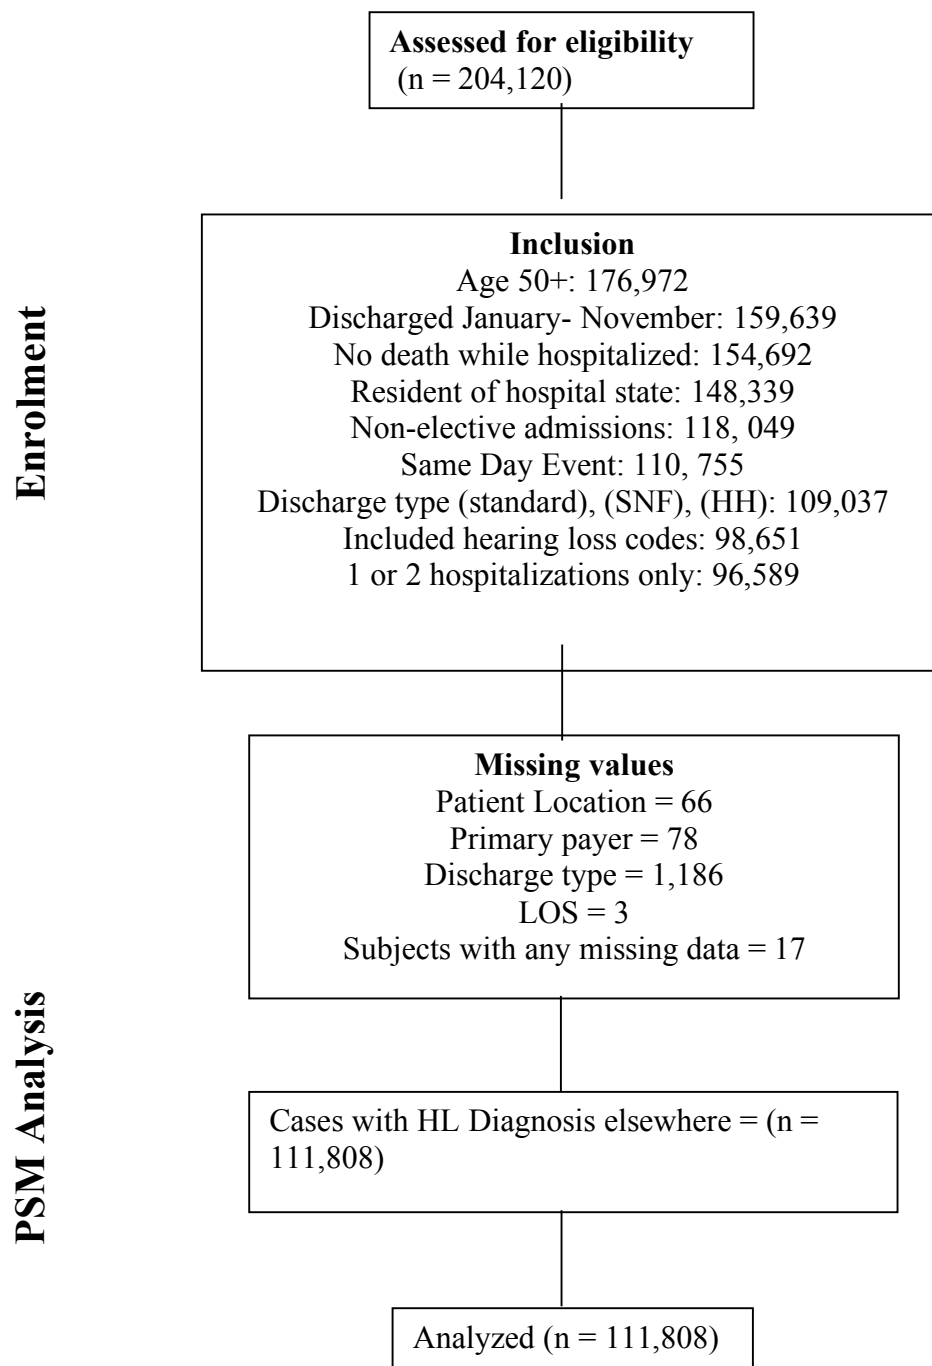 Assessed for eligibility
(n = 204,120)
Enrolment
Inclusion
Age 50+: 176,972
Discharged January- November: 159,639
No death while hospitalized: 154,692
Resident of hospital state: 148,339
Non-elective admissions: 118, 049
Same Day Event: 110, 755
Discharge type (standard), (SNF), (HH): 109,037
Included hearing loss codes: 98,651
1 or 2 hospitalizations only: 96,589
Missing values
Patient Location = 66
Primary payer = 78
Discharge type = 1,186
LOS = 3
Subjects with any missing data = 17
PSM Analysis
Cases with HL Diagnosis elsewhere = (n =
111,808)
Analyzed (n = 111,808)